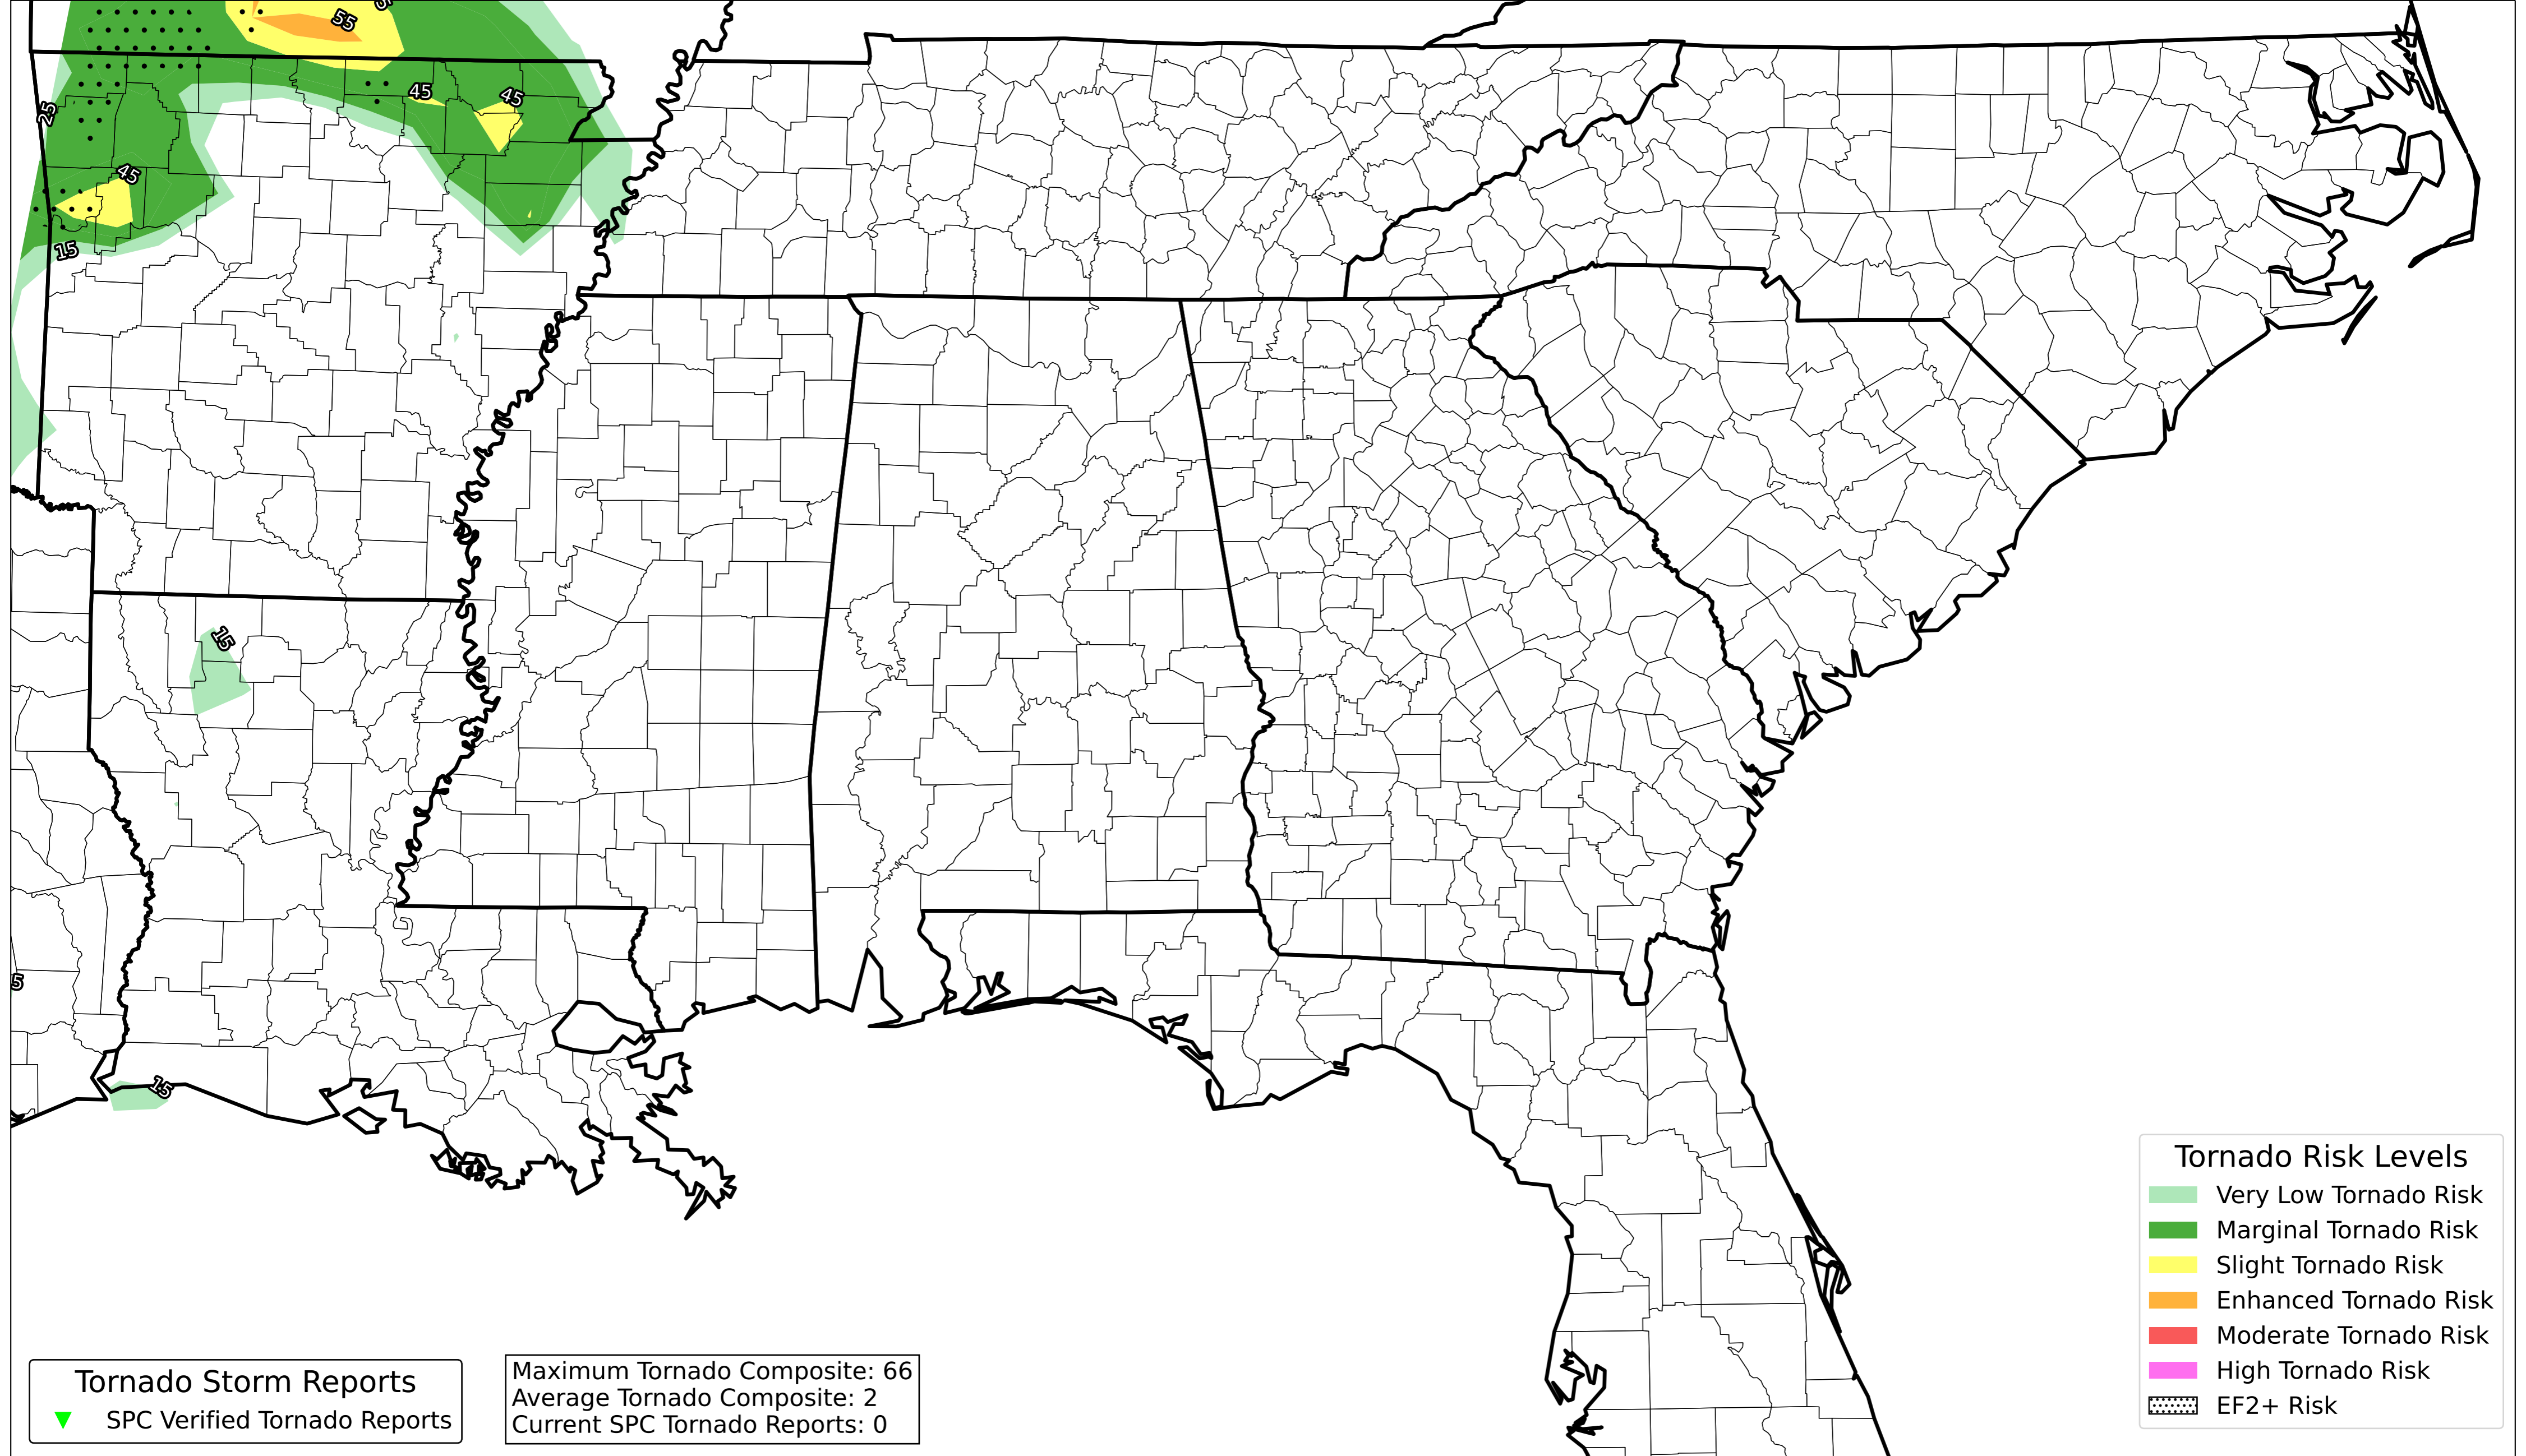 55
45
45
25
45
15
15
5
15
Tornado Risk Levels
Very Low Tornado Risk
Marginal Tornado Risk
Slight Tornado Risk
Enhanced Tornado Risk
Moderate Tornado Risk
High Tornado Risk
EF2+ Risk
Tornado Storm Reports
SPC Verified Tornado Reports
Maximum Tornado Composite: 66
Average Tornado Composite: 2
Current SPC Tornado Reports: 0